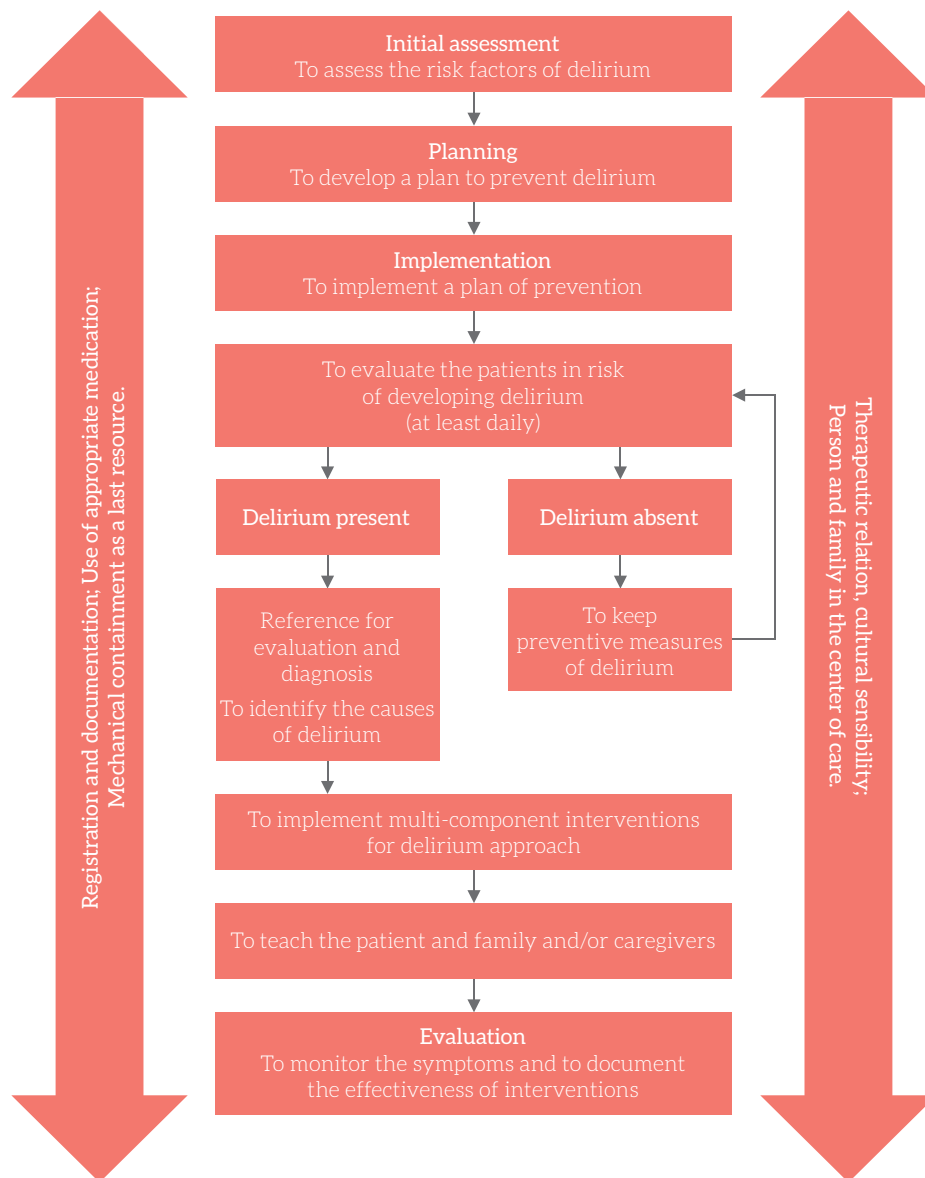 Initial assessment
To assess the risk factors of delirium
Planning
To develop a plan to prevent delirium
Implementation
To implement a plan of prevention
To evaluate the patients in risk
of developing delirium
(at least daily)
Delirium present
Delirium absent
Reference for
evaluation and
diagnosis
To identify the causes
of delirium
To keep
preventive measures
of delirium
To implement multi-component interventions
for delirium approach
To teach the patient and family and/or caregivers
Evaluation
To monitor the symptoms and to document
the effectiveness of interventions
Registration and documentation; Use of appropriate medication;
Mechanical containment as a last resource.
Therapeutic relation, cultural sensibility;
Person and family in the center of care.